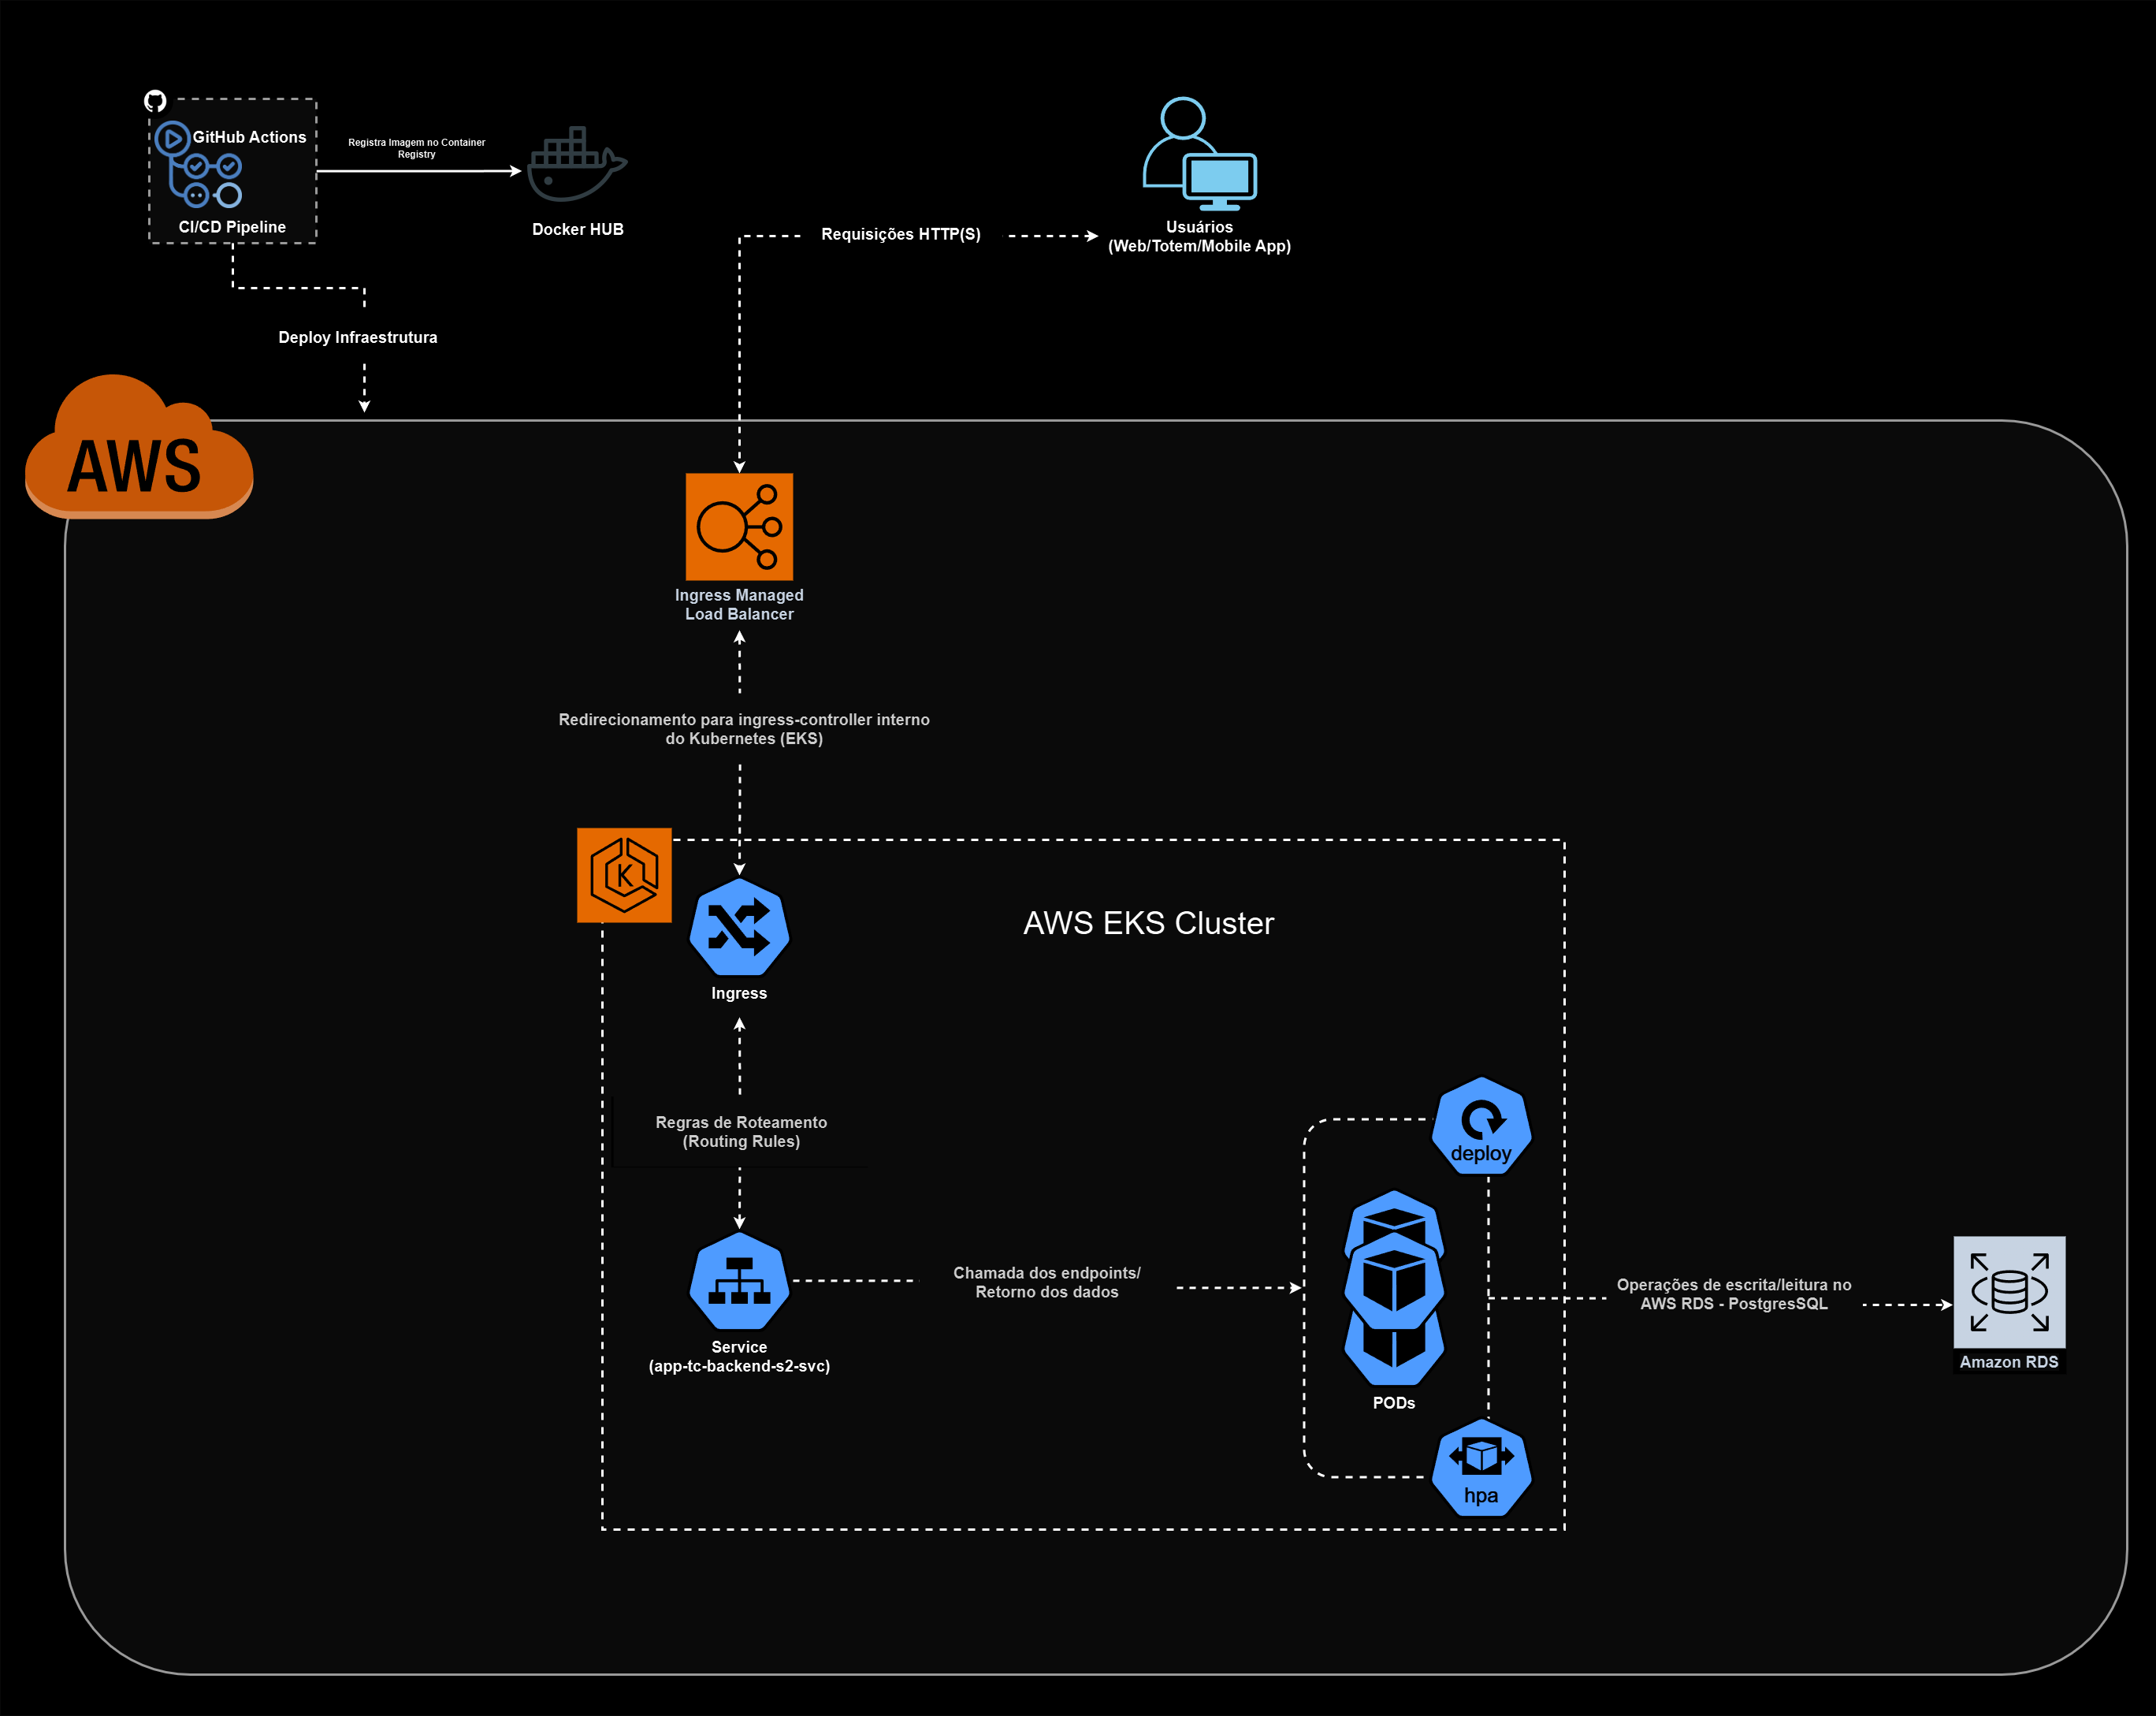 GitHub Actions
CI/CD Pipeline
Registra Imagem no Container
Registry
Docker HUB
Usuários
(Web/Totem/Mobile App)
Requisições HTTP(S)
Deploy Infraestrutura
AWS
Ingress Managed
Load Balancer
Redirecionamento para ingress-controller interno
do Kubernetes (EKS)
K
AWS EKS Cluster
Ingress
Regras de Roteamento
(Routing Rules)
deploy
Chamada dos endpoints/
Retorno dos dados
Operações de escrita/leitura no
AWS RDS - PostgresSQL
Service
(app-tc-backend-s2-svc)
Amazon RDS
PODs
hpa